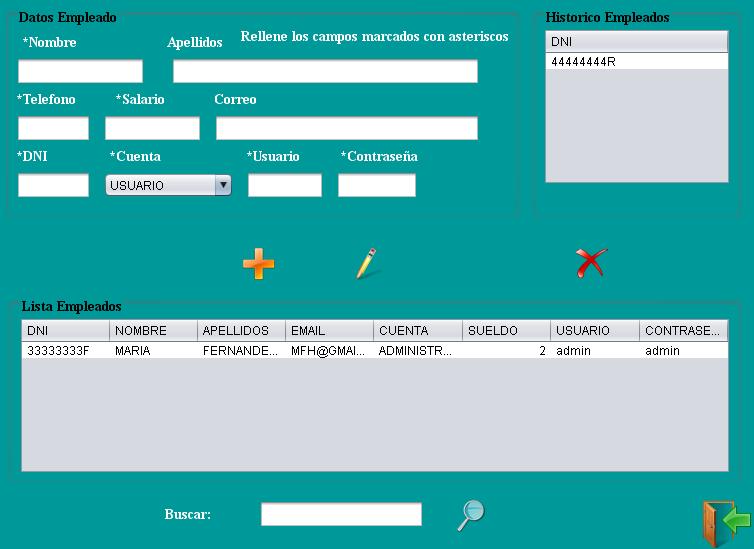 Datos Empleado
*Nombre Apellidos Rellene los campos marcados con asteriscos
*Telefono *Salario Correo
*DNI *Cuenta *Usuario *Contraseña
USUARIO
Historico Empleados
DNI
44444444R
Lista Empleados
DNI NOMBRE APELLIDOS EMAIL CUENTA SUELDO USUARIO CONTRASE...
33333333F MARIA FERNANDE... MFH@GMAI... ADMINISTR... 2 admin admin
Buscar: